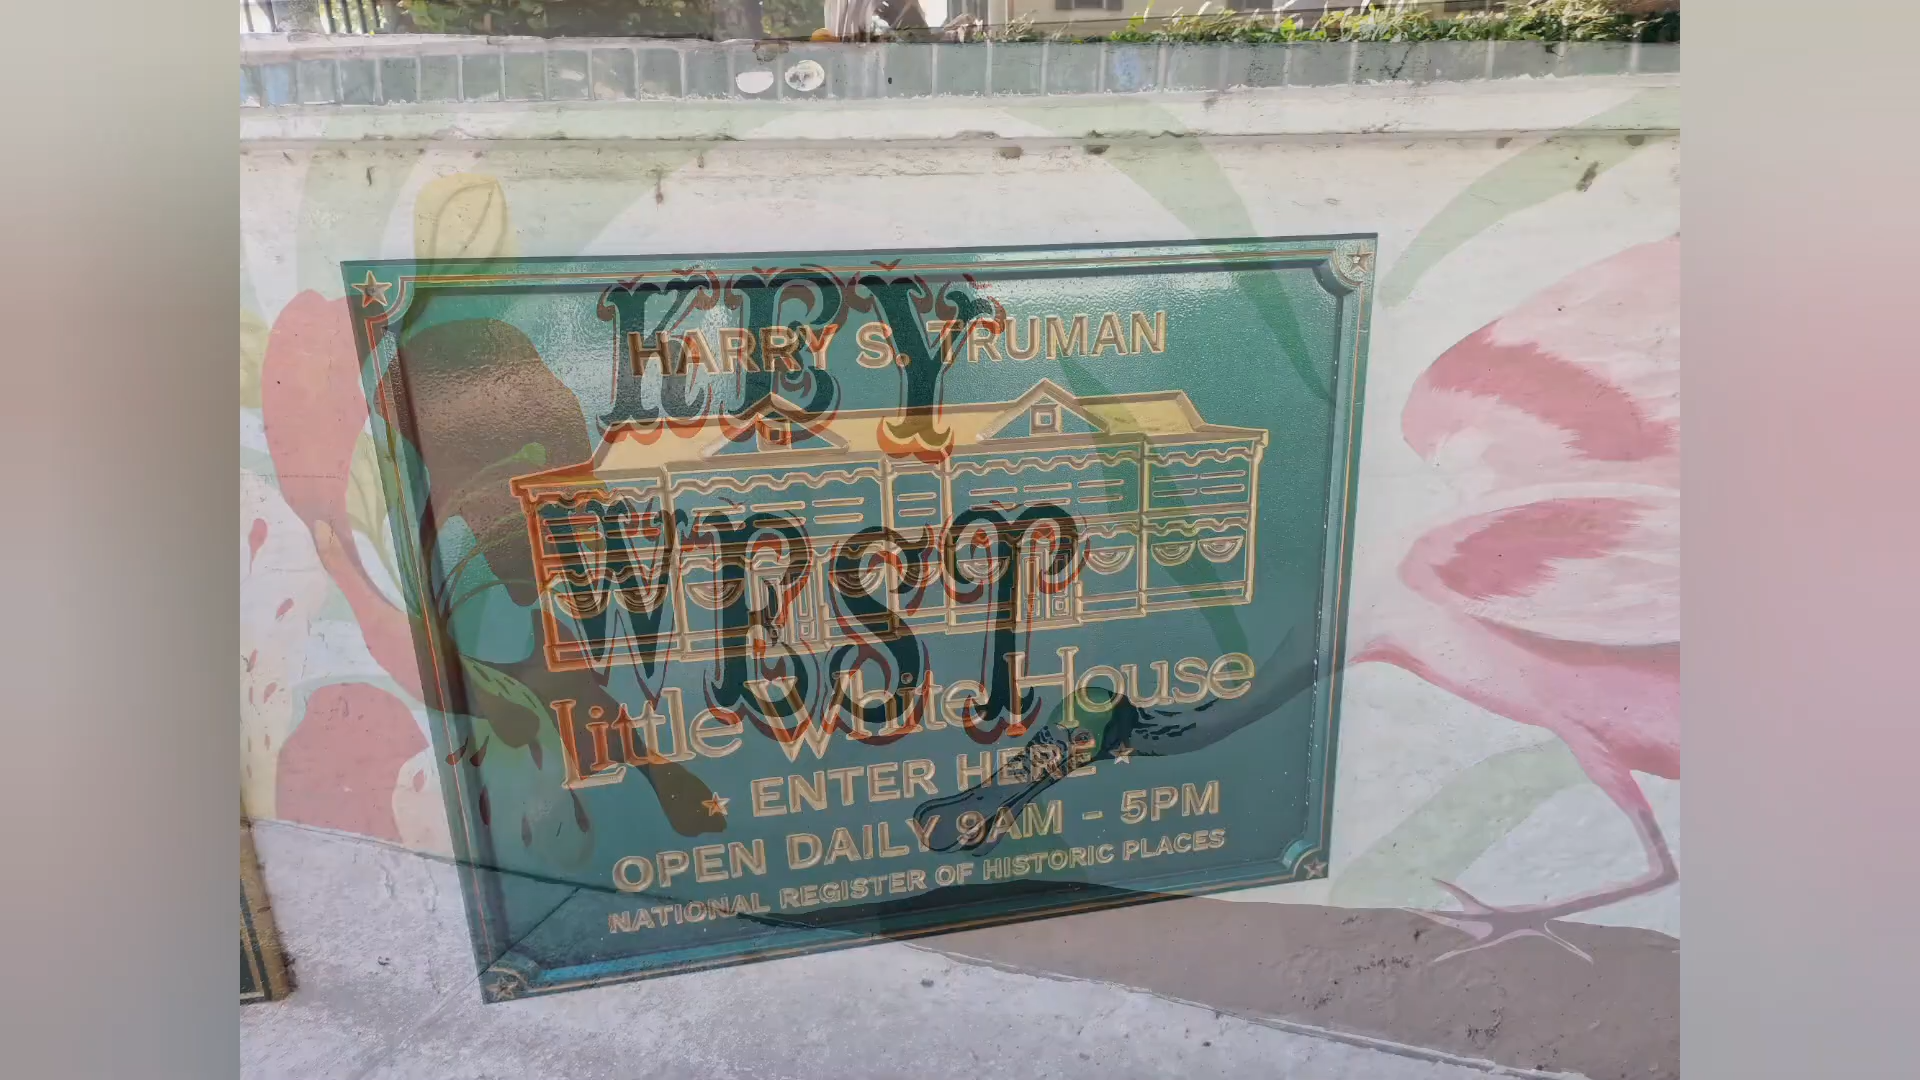 KEY
WEST
HARRY S. TRUMAN
Little White House
★ ENTER HERE ★
OPEN DAILY 9AM - 5PM
NATIONAL REGISTER OF HISTORIC PLACES